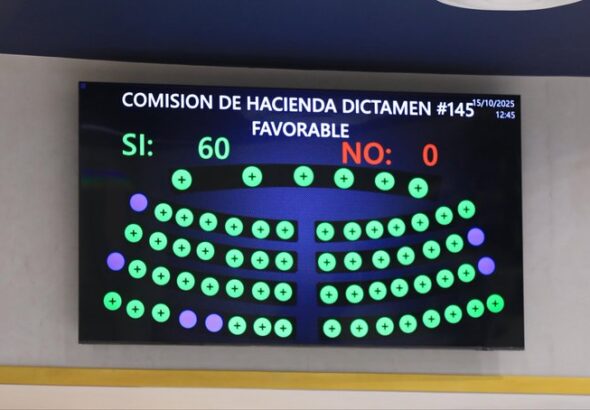 COMISION DE HACIENDA DICTAMEN #145
15/10/2025
12:45
FAVORABLE
SI: 60 NO: 0